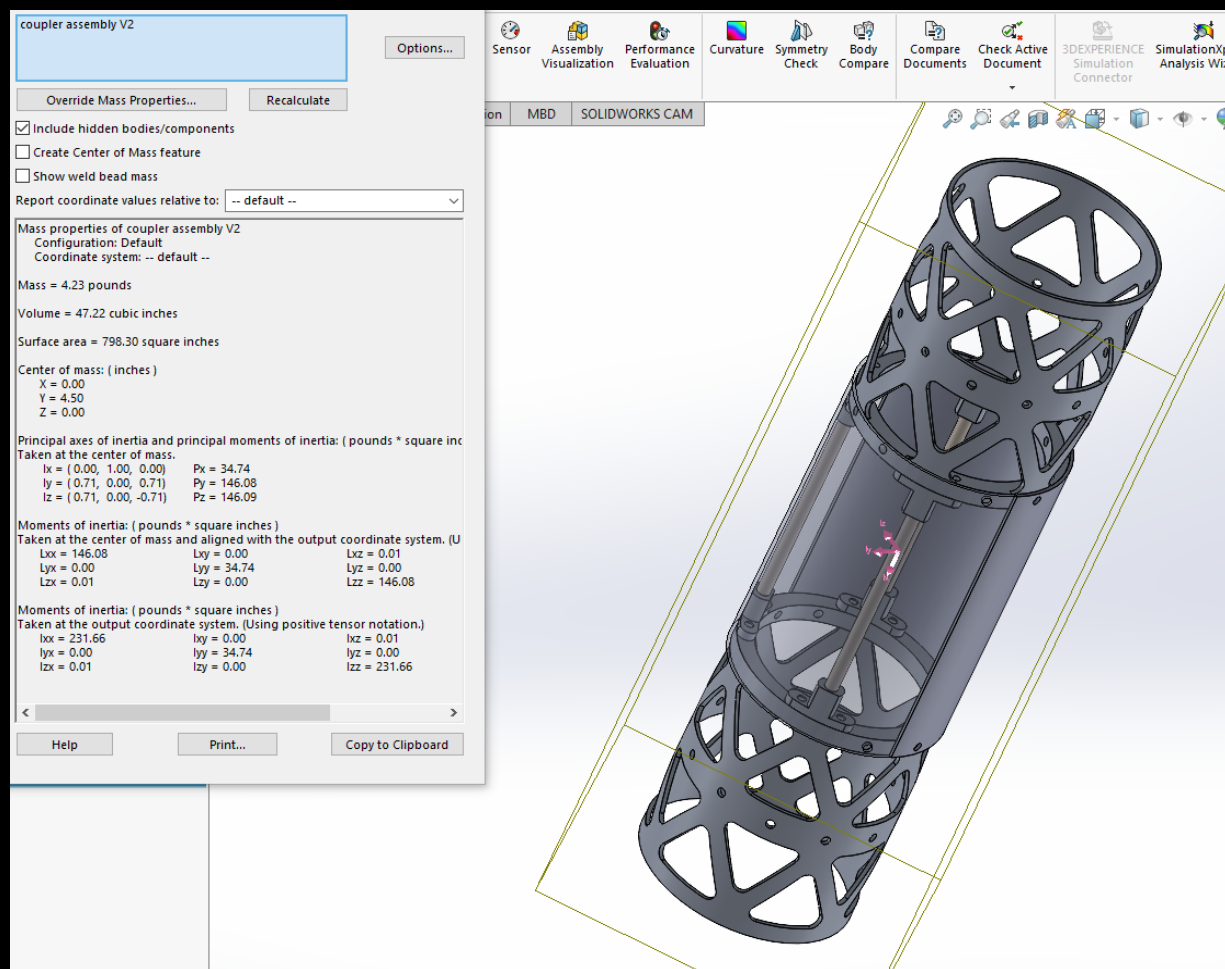 coupler assembly V2
Options...
Override Mass Properties...
Recalculate
Include hidden bodies/components
Create Center of Mass feature
Show weld bead mass
Report coordinate values relative to: -- default --
Mass properties of coupler assembly V2
Configuration: Default
Coordinate system: -- default --
Mass = 4.23 pounds
Volume = 47.22 cubic inches
Surface area = 798.30 square inches
Center of mass: ( inches )
X = 0.00
Y = 4.50
Z = 0.00
Principal axes of inertia and principal moments of inertia: ( pounds * square inc
Taken at the center of mass.
Ix = ( 0.00, 1.00, 0.00) Px = 34.74
Iy = ( 0.71, 0.00, 0.71) Py = 146.08
Iz = ( 0.71, 0.00, -0.71) Pz = 146.09
Moments of inertia: ( pounds * square inches )
Taken at the center of mass and aligned with the output coordinate system. (U
Lxx = 146.08 Lxy = 0.00 Lxz = 0.01
Lyx = 0.00 Lyy = 34.74 Lyz = 0.00
Lzx = 0.01 Lzy = 0.00 Lzz = 146.08
Moments of inertia: ( pounds * square inches )
Taken at the output coordinate system. (Using positive tensor notation.)
Ixx = 231.66 Ixy = 0.00 Ixz = 0.01
Iyx = 0.00 Iyy = 34.74 Iyz = 0.00
Izx = 0.01 Izy = 0.00 Izz = 231.66
Help
Print...
Copy to Clipboard
Sensor
Assembly
Visualization
Performance
Evaluation
Curvature
Symmetry
Check
Body
Compare
Compare
Documents
Check Active
Document
3DEXPERIENCE
Simulation
Connector
SimulationXp
Analysis Wiz
ion
MBD
SOLIDWORKS CAM